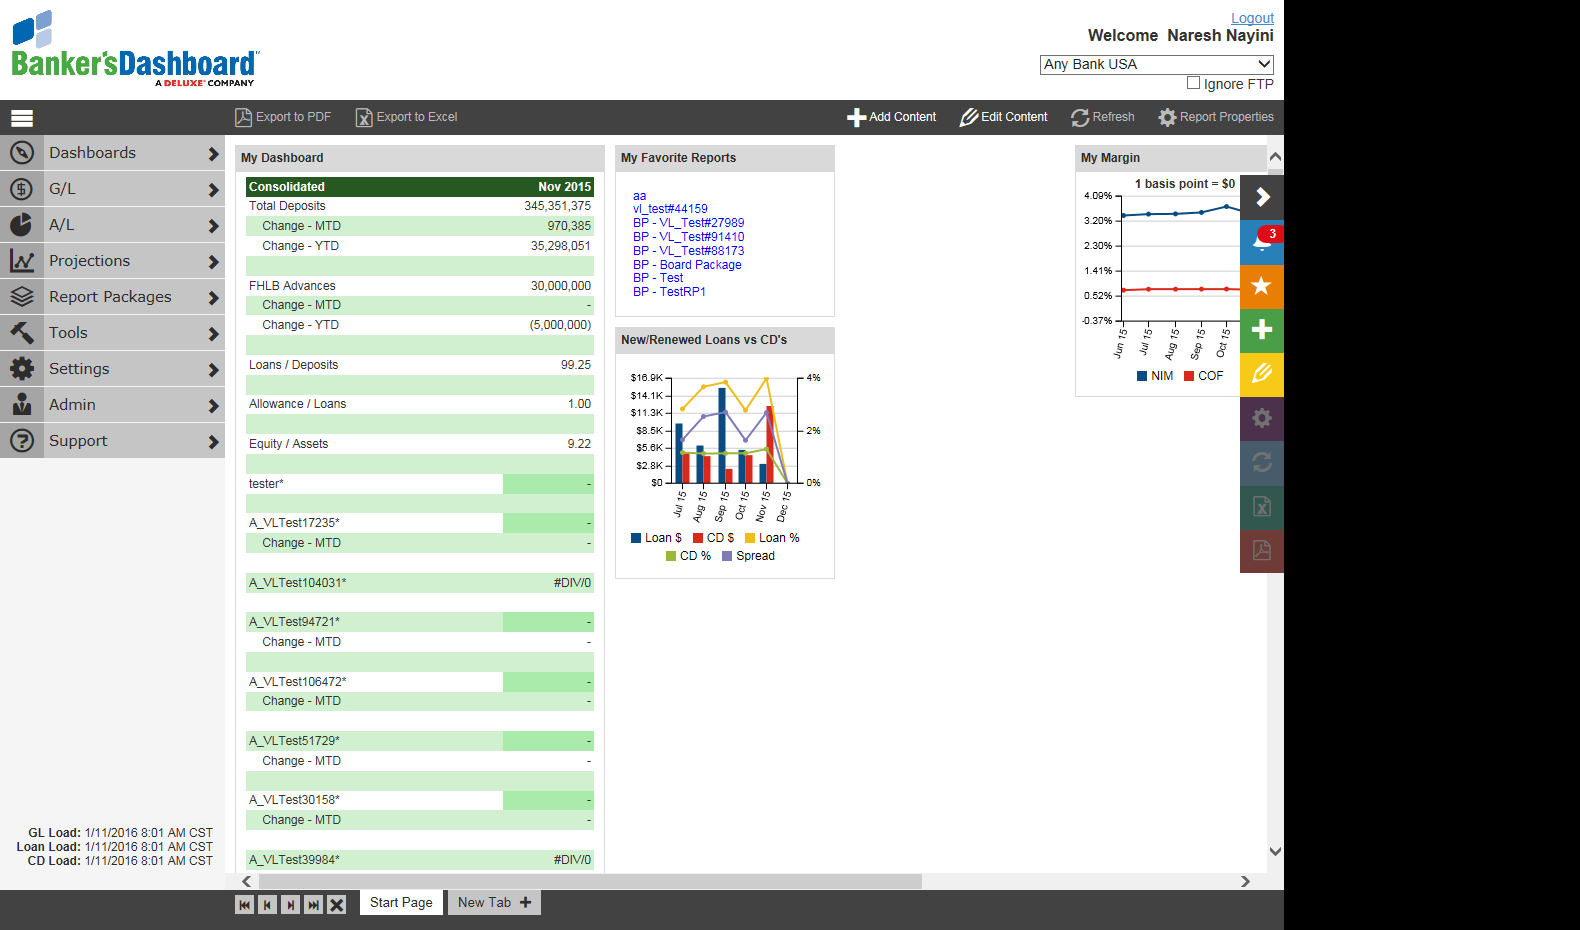 Logout
Welcome Naresh Nayini
Banker'sDashboard
A DELUXE COMPANY
Any Bank USA
Ignore FTP
Export to PDF
Export to Excel
Add Content
Edit Content
Refresh
Report Properties
Dashboards
G/L
A/L
Projections
Report Packages
Tools
Settings
Admin
Support
GL Load: 1/11/2016 8:01 AM CST
Loan Load: 1/11/2016 8:01 AM CST
CD Load: 1/11/2016 8:01 AM CST
My Dashboard
Consolidated Nov 2015
Total Deposits 345,351,375
Change - MTD 970,385
Change - YTD 35,298,051
FHLB Advances 30,000,000
Change - MTD -
Change - YTD (5,000,000)
Loans / Deposits 99.25
Allowance / Loans 1.00
Equity / Assets 9.22
tester* -
A_VLTest17235* -
Change - MTD -
A_VLTest104031* #DIV/0
A_VLTest94721* -
Change - MTD -
A_VLTest106472* -
Change - MTD -
A_VLTest51729* -
Change - MTD -
A_VLTest30158* -
Change - MTD -
A_VLTest39984* #DIV/0
My Favorite Reports
aa
vl_test#44159
BP - VL_Test#27989
BP - VL_Test#91410
BP - VL_Test#88173
BP - Board Package
BP - Test
BP - TestRP1
New/Renewed Loans vs CD's
$16.9K
$14.1K
$11.3K
$8.5K
$5.6K
$2.8K
$0
4%
2%
0%
Jul 15
Aug 15
Sep 15
Oct 15
Nov 15
Dec 15
Loan $ CD $ Loan %
CD % Spread
My Margin
1 basis point = $0
4.09%
3.20%
2.30%
1.41%
0.52%
-0.37%
Jun 15
Jul 15
Aug 15
Sep 15
Oct 15
NIM COF
3
Start Page
New Tab